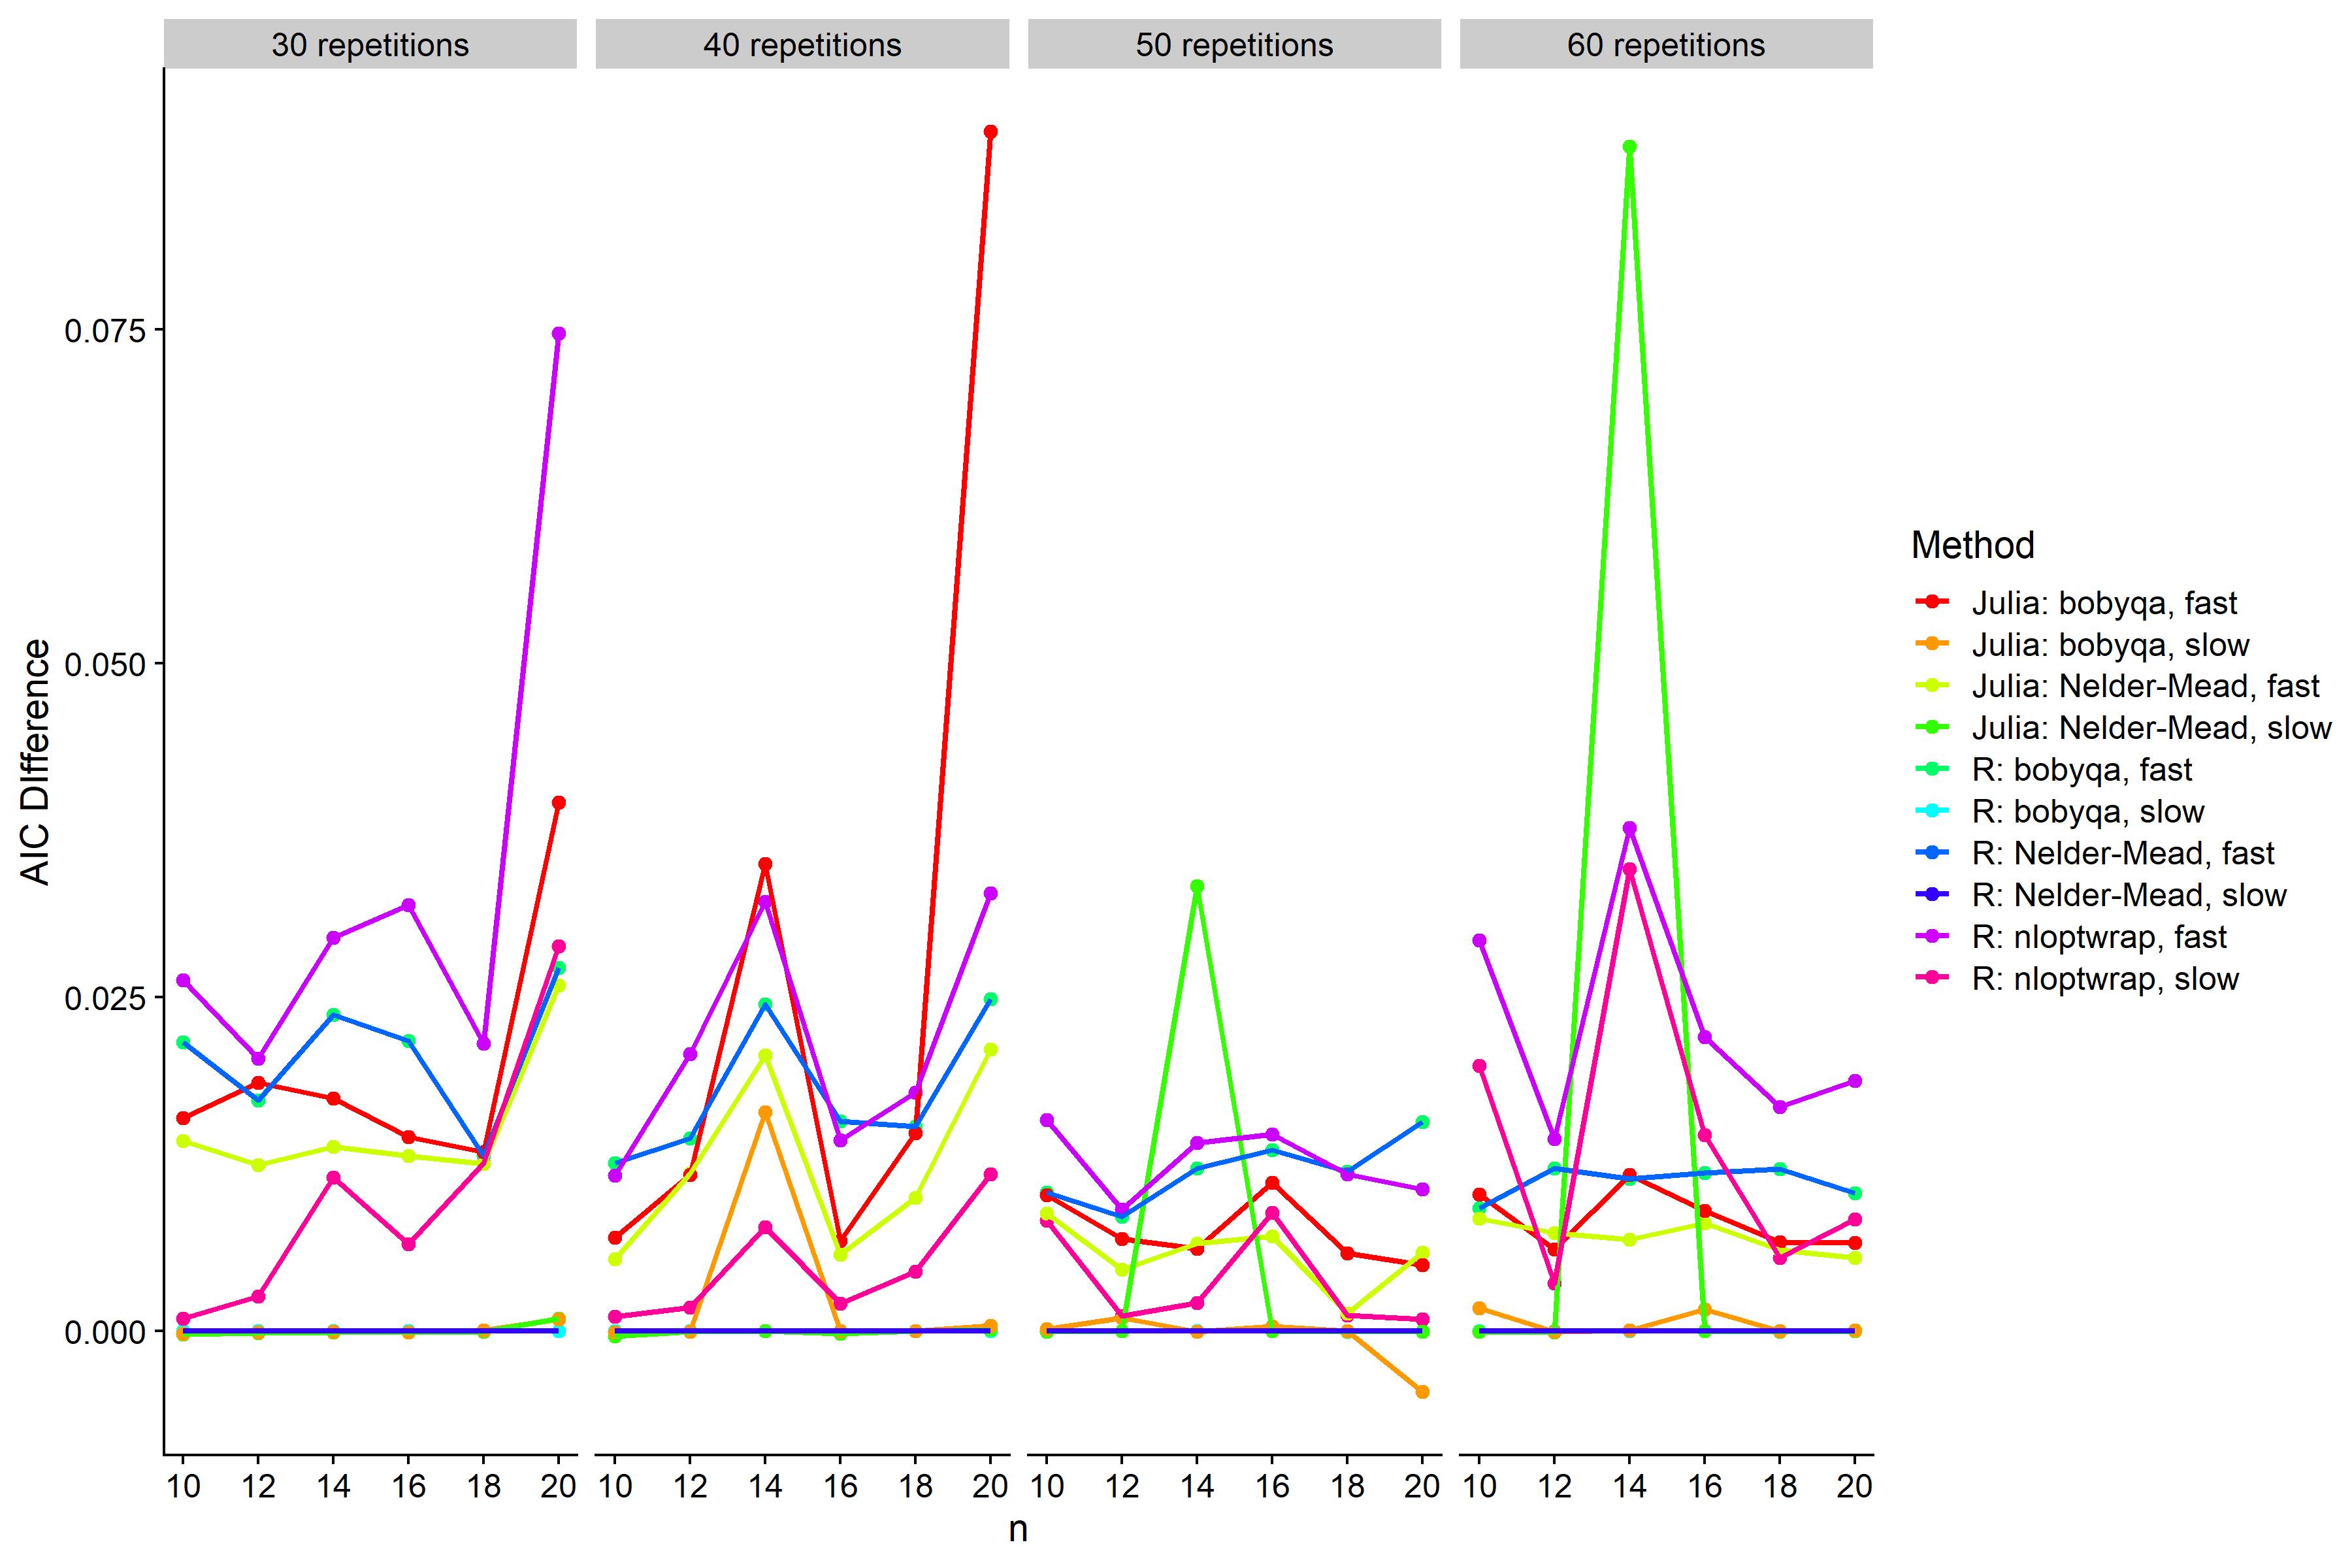 30 repetitions
40 repetitions
50 repetitions
60 repetitions
0.075
0.050
0.025
0.000
AIC DIfference
10 12 14 16 18 20
10 12 14 16 18 20
10 12 14 16 18 20
10 12 14 16 18 20
n
Method
Julia: bobyqa, fast
Julia: bobyqa, slow
Julia: Nelder-Mead, fast
Julia: Nelder-Mead, slow
R: bobyqa, fast
R: bobyqa, slow
R: Nelder-Mead, fast
R: Nelder-Mead, slow
R: nloptwrap, fast
R: nloptwrap, slow